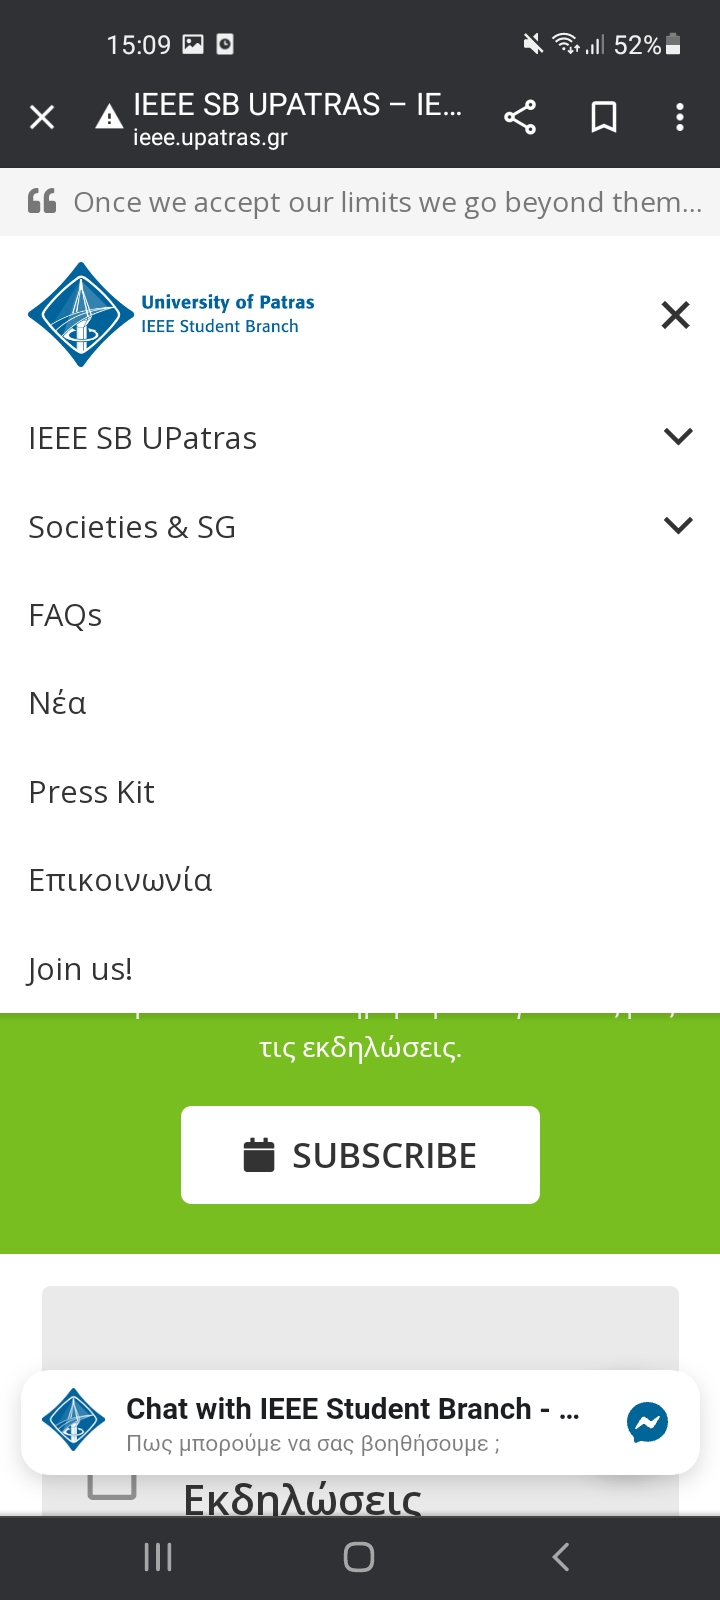 15:09
52%
IEEE SB UPATRAS – IE...
ieee.upatras.gr
Once we accept our limits we go beyond them...
University of Patras
IEEE Student Branch
IEEE SB UPatras
Societies & SG
FAQs
Νέα
Press Kit
Επικοινωνία
Join us!
τις εκδηλώσεις.
SUBSCRIBE
Chat with IEEE Student Branch - ...
Πως μπορούμε να σας βοηθήσουμε ;
Εκδηλώσεις